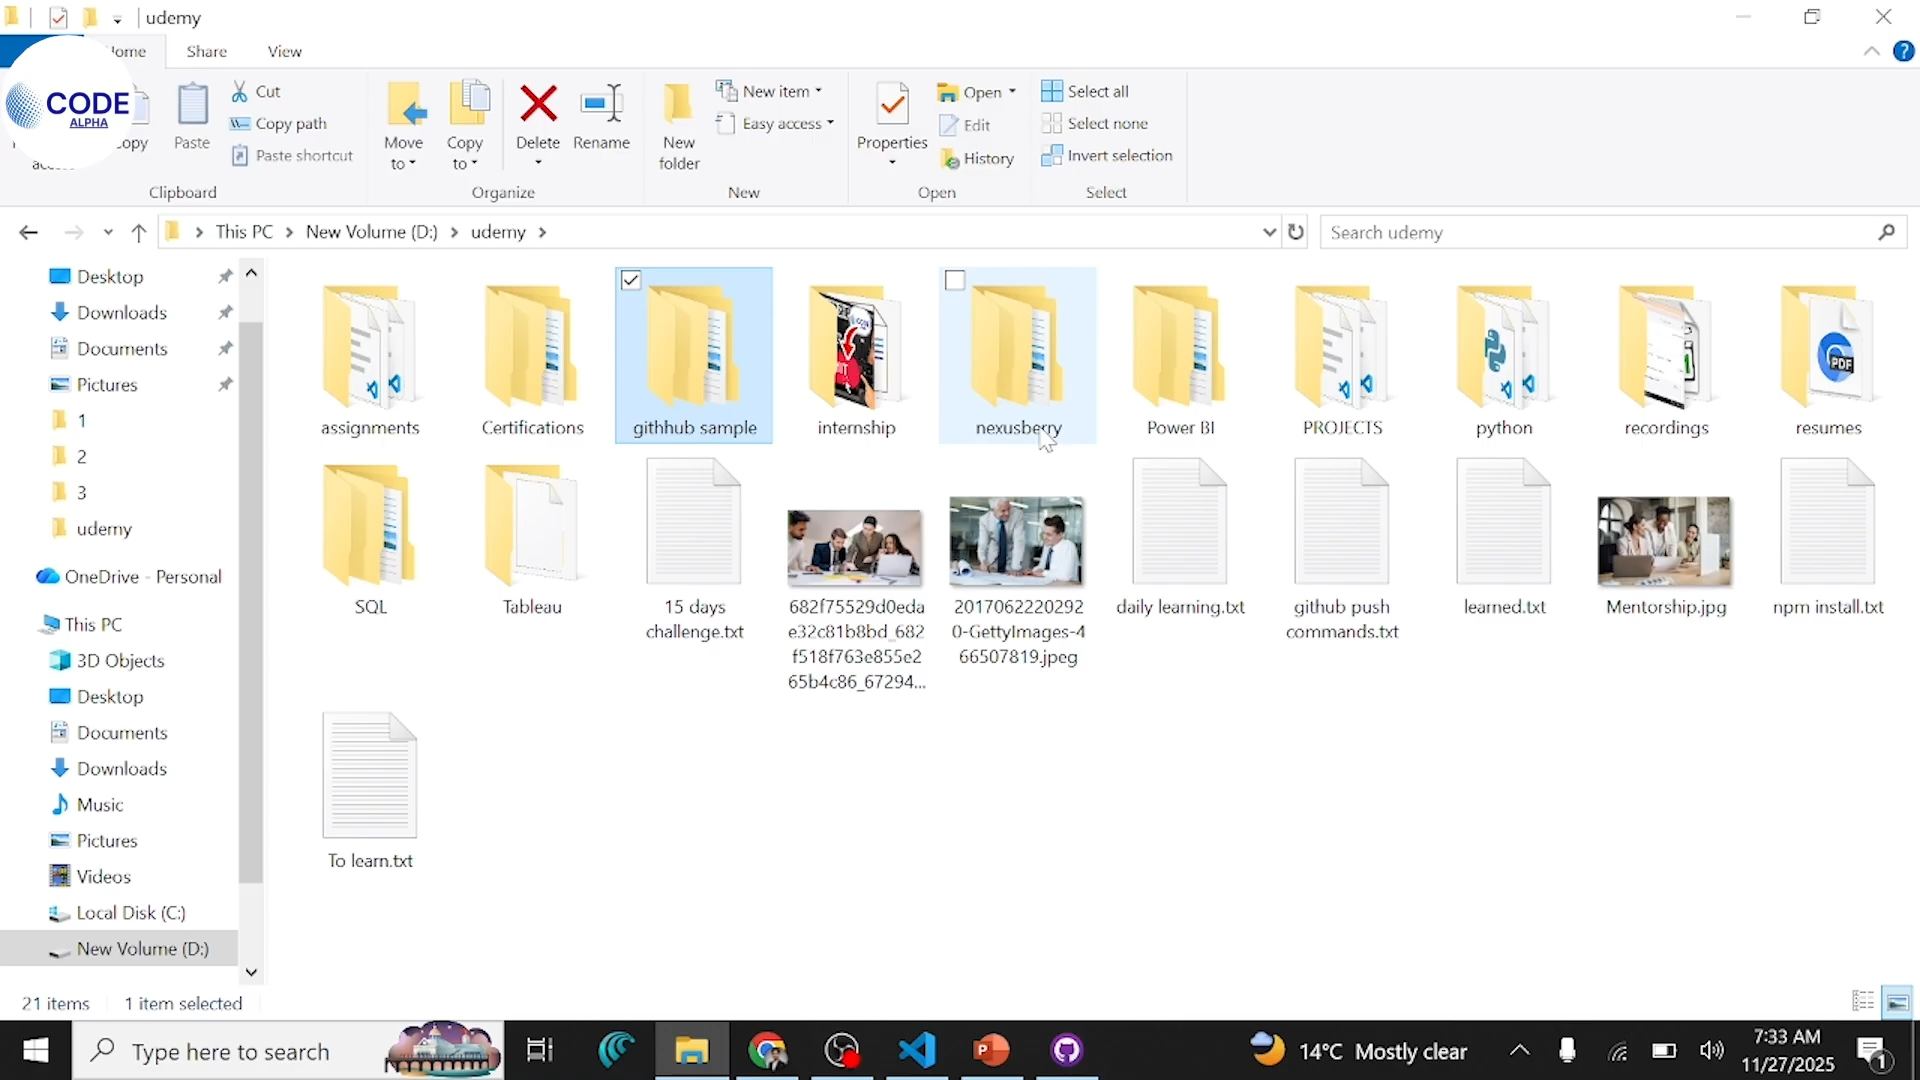 udemy
Home
Share
View
CODE
ALPHA
Copy
Paste
Cut
Copy path
Paste shortcut
Move to
Copy to
Delete
Rename
New folder
New item
Easy access
Properties
Open
Edit
History
Select all
Select none
Invert selection
Clipboard
Organize
New
Open
Select
This PC
New Volume (D:)
udemy
Search udemy
Desktop
Downloads
Documents
Pictures
1
2
3
udemy
OneDrive - Personal
This PC
3D Objects
Desktop
Documents
Downloads
Music
Pictures
Videos
Local Disk (C:)
New Volume (D:)
assignments
Certifications
githhub sample
internship
nexusberry
Power BI
PROJECTS
python
recordings
PDF
resumes
SQL
Tableau
15 days
challenge.txt
682f75529d0eda
e32c81b8bd_682
f518f763e855e2
65b4c86_67294...
2017062220292
0-GettyImages-4
66507819.jpeg
daily learning.txt
github push
commands.txt
learned.txt
Mentorship.jpg
npm install.txt
To learn.txt
21 items
1 item selected
Type here to search
14°C Mostly clear
7:33 AM
11/27/2025
1